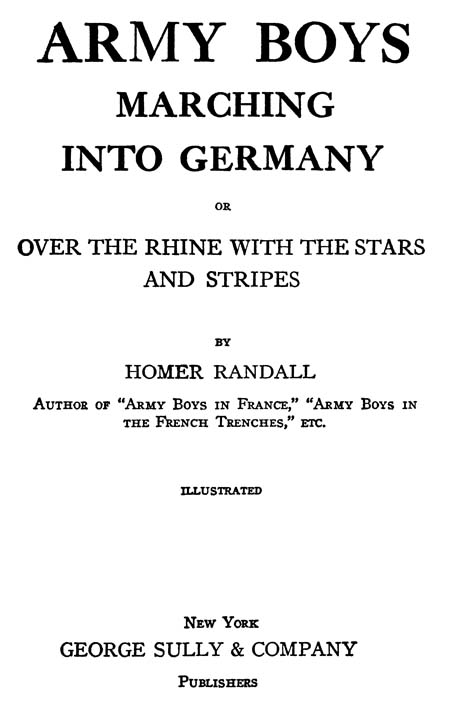 ARMY BOYS
MARCHING
INTO GERMANY
OR
OVER THE RHINE WITH THE STARS
AND STRIPES
BY
HOMER RANDALL
AUTHOR OF "ARMY BOYS IN FRANCE," "ARMY BOYS IN
THE FRENCH TRENCHES," ETC.
ILLUSTRATED
NEW YORK
GEORGE SULLY & COMPANY
PUBLISHERS